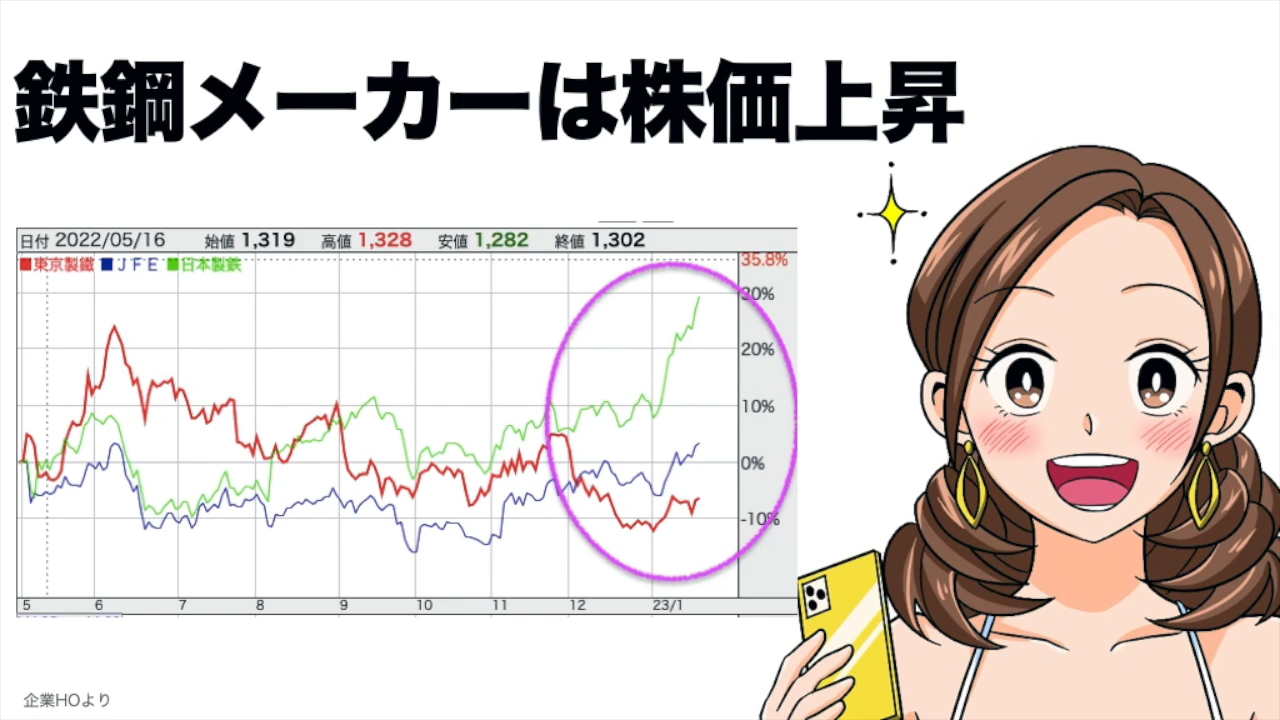 鉄鋼メーカーは株価上昇
日付 2022/05/16 始値 1,319 高値 1,328 安値 1,282 終値 1,302
東京製鐵 JFE 日本製鉄
35.8%
30%
20%
10%
0%
-10%
5 6 7 8 9 10 11 12 23/1
企業HOより